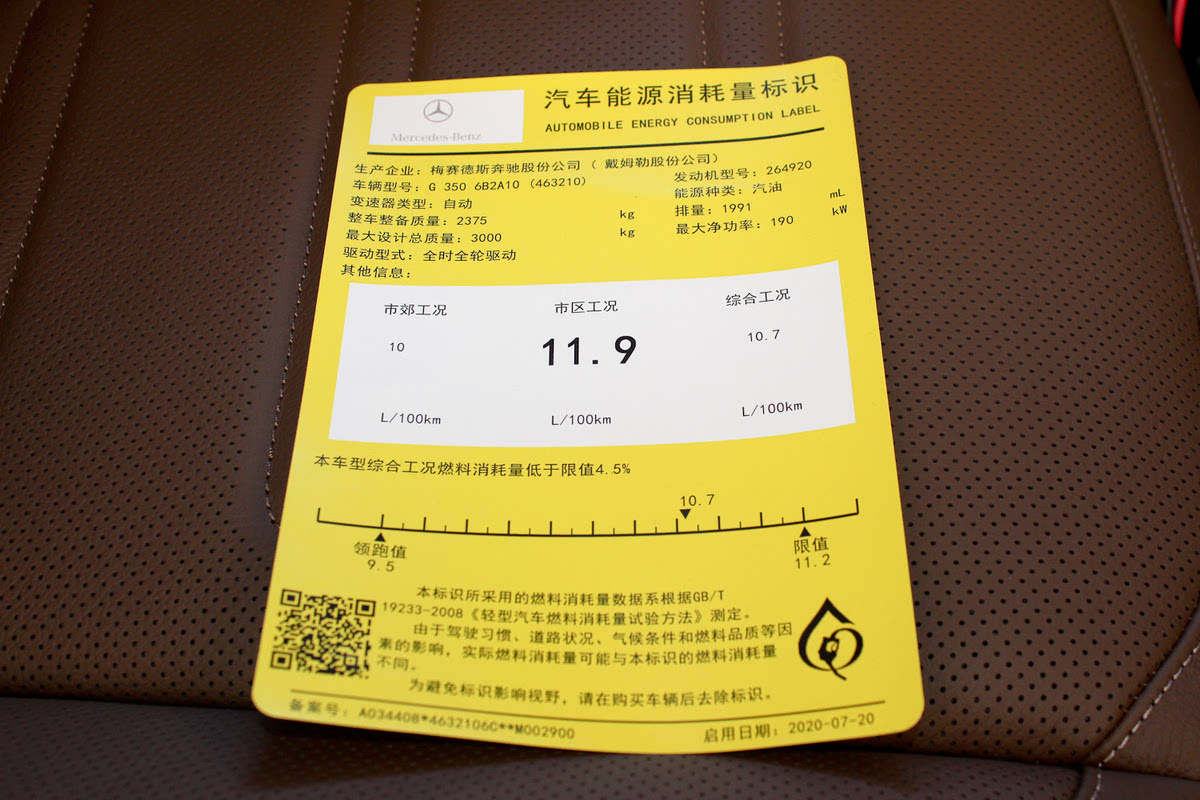 Mercedes-Benz
汽车能源消耗量标识
AUTOMOBILE ENERGY CONSUMPTION LABEL
生产企业：梅赛德斯奔驰股份公司（ 戴姆勒股份公司）
车辆型号：G 350 6B2A10 (463210)
发动机型号：264920
变速器类型：自动
能源种类：汽油
整车整备质量：2375 kg
排量：1991 mL
最大设计总质量：3000 kg
最大净功率：190 kW
驱动型式：全时全轮驱动
其他信息：
市郊工况 市区工况 综合工况
10 11.9 10.7
L/100km L/100km L/100km
本车型综合工况燃料消耗量低于限值4.5%
10.7
领跑值 限值
9.5 11.2
本标识所采用的燃料消耗量数据系根据GB/T
19233-2008《轻型汽车燃料消耗量试验方法》测定。
由于驾驶习惯、道路状况、气候条件和燃料品质等因
素的影响，实际燃料消耗量可能与本标识的燃料消耗量
不同。
为避免标识影响视野，请在购买车辆后去除标识。
备案号：A034408*4632106C**M002900
启用日期：2020-07-20